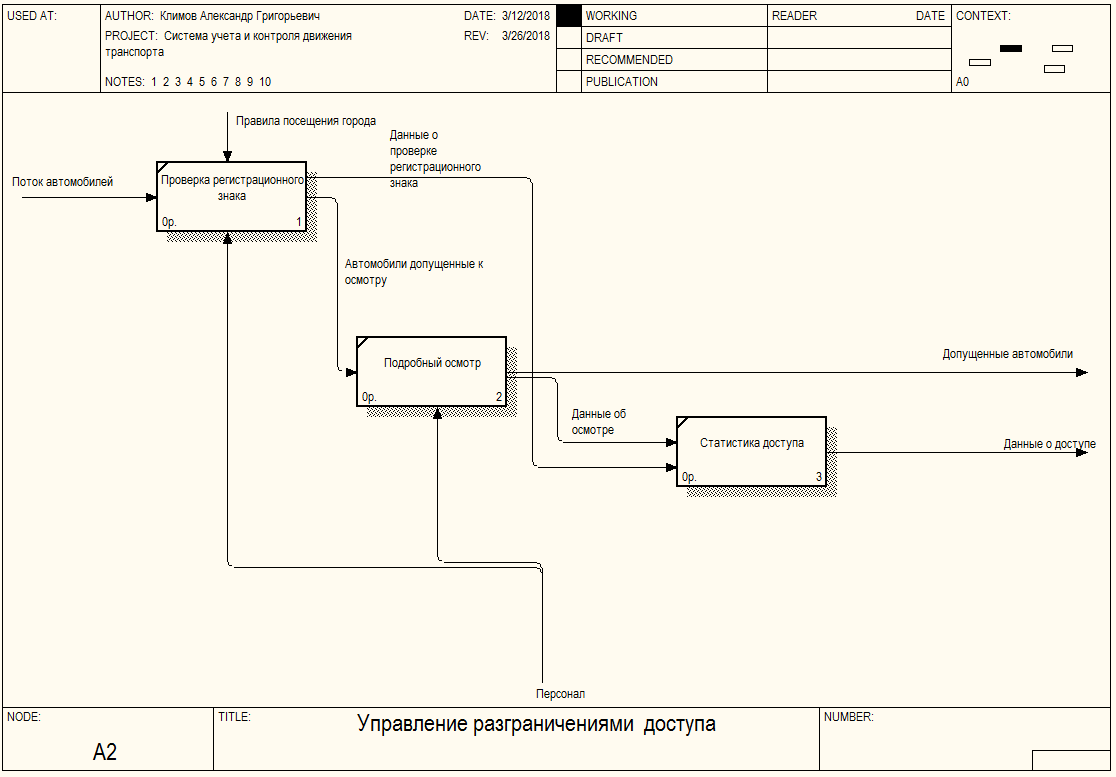 USED AT:
AUTHOR: Климов Александр Григорьевич
DATE: 3/12/2018
PROJECT: Система учета и контроля движения
транспорта
REV: 3/26/2018
NOTES: 1 2 3 4 5 6 7 8 9 10
WORKING
DRAFT
RECOMMENDED
PUBLICATION
READER
DATE
CONTEXT:
A0
Правила посещения города
Данные о
проверке
регистрационного
знака
Поток автомобилей
Проверка регистрационного
знака
0р.
1
Автомобили допущенные к
осмотру
Подробный осмотр
0р.
2
Допущенные автомобили
Данные об
осмотре
Статистика доступа
0р.
3
Данные о доступе
Персонал
NODE:
A2
TITLE:
Управление разграничениями доступа
NUMBER: